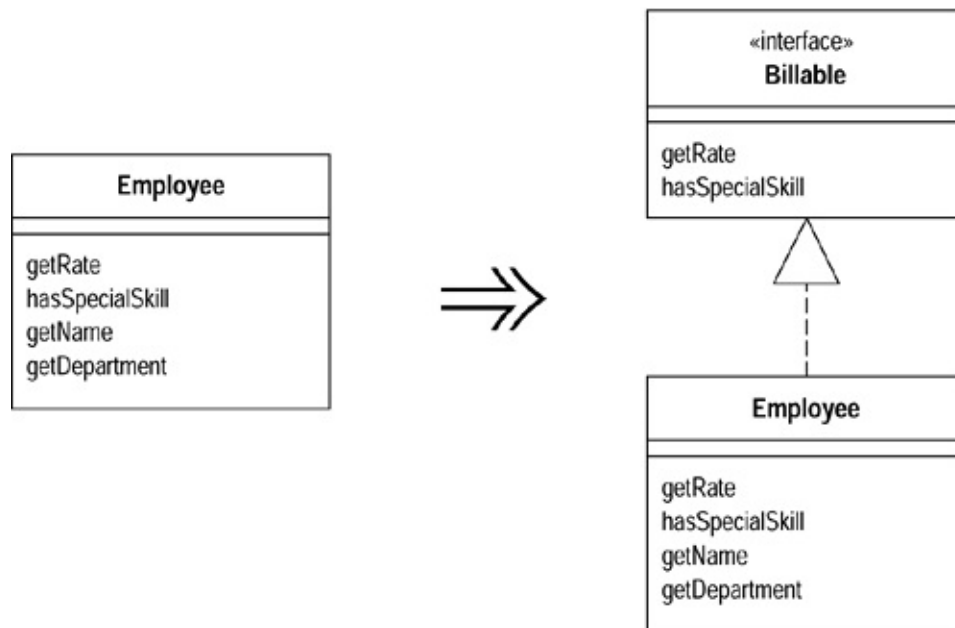 Employee
getRate
hasSpecialSkill
getName
getDepartment
«interface»
Billable
getRate
hasSpecialSkill
Employee
getRate
hasSpecialSkill
getName
getDepartment